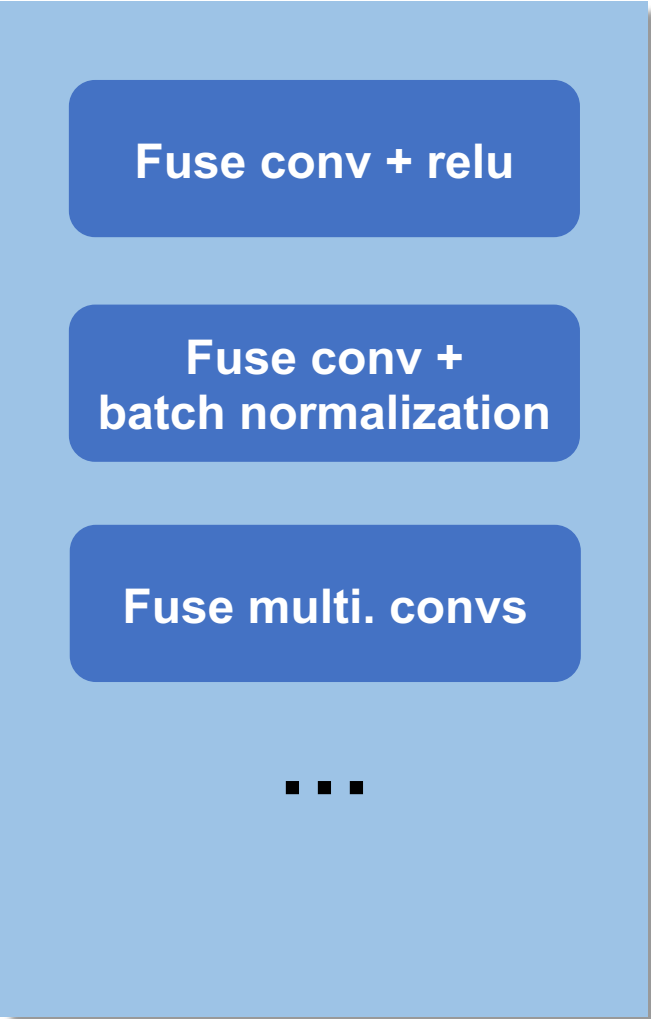 Fuse conv + relu
Fuse conv +
batch normalization
Fuse multi. convs
...